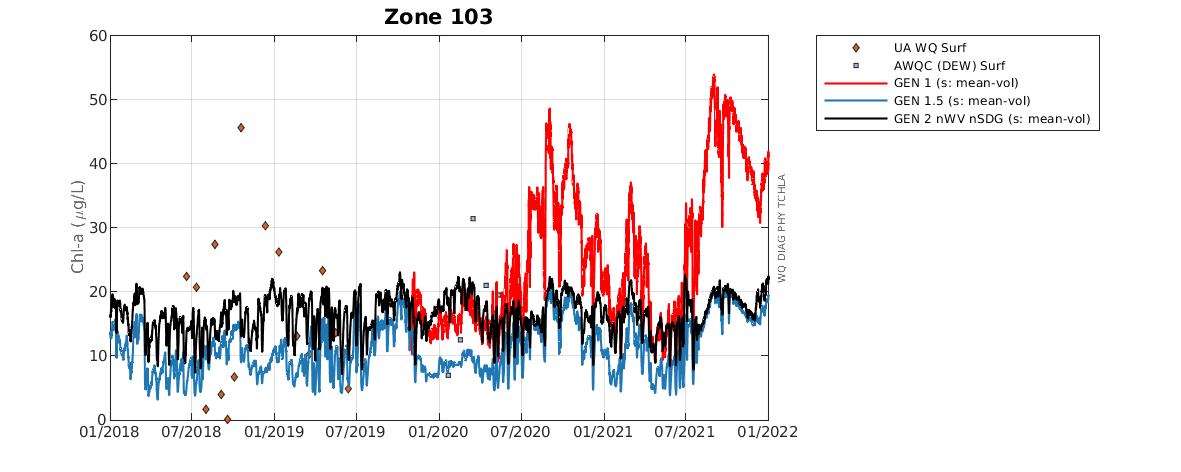 Zone 103
60
50
40
30
20
10
0
Chl-a (μg/L)
01/2018 07/2018 01/2019 07/2019 01/2020 07/2020 01/2021 07/2021 01/2022
WQ DIAG PHY TCHLA
UA WQ Surf
AWQC (DEW) Surf
GEN 1 (s: mean-vol)
GEN 1.5 (s: mean-vol)
GEN 2 nWV nSDG (s: mean-vol)